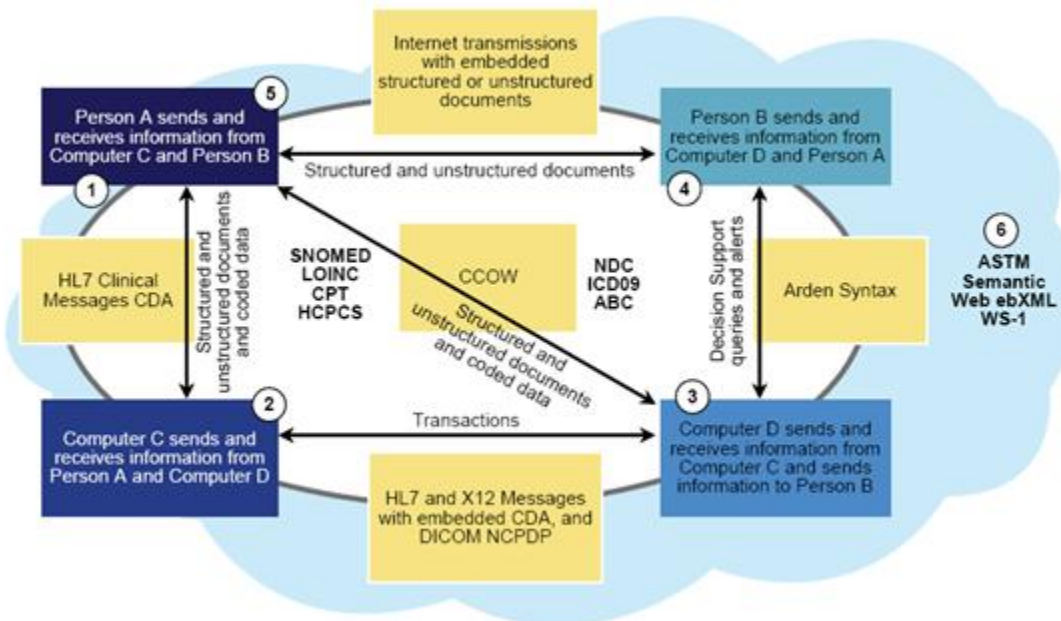 Internet transmissions
with embedded
structured or unstructured
documents
5
Person A sends and
receives information from
Computer C and Person B
Person B sends and
receives information from
Computer D and Person A
Structured and unstructured documents
1
4
HL7 Clinical
Messages CDA
Structured and
unstructured documents
and coded data
SNOMED
LOINC
CPT
HCPCS
CCOW
NDC
ICD09
ABC
Structured and
unstructured documents
and coded data
Decision Support
queries and alerts
Arden Syntax
6
ASTM
Semantic
Web ebXML
WS-1
2
Computer C sends and
receives information from
Person A and Computer D
Transactions
3
Computer D sends and
receives information from
Computer C and sends
information to Person B
HL7 and X12 Messages
with embedded CDA, and
DICOM NCPDP